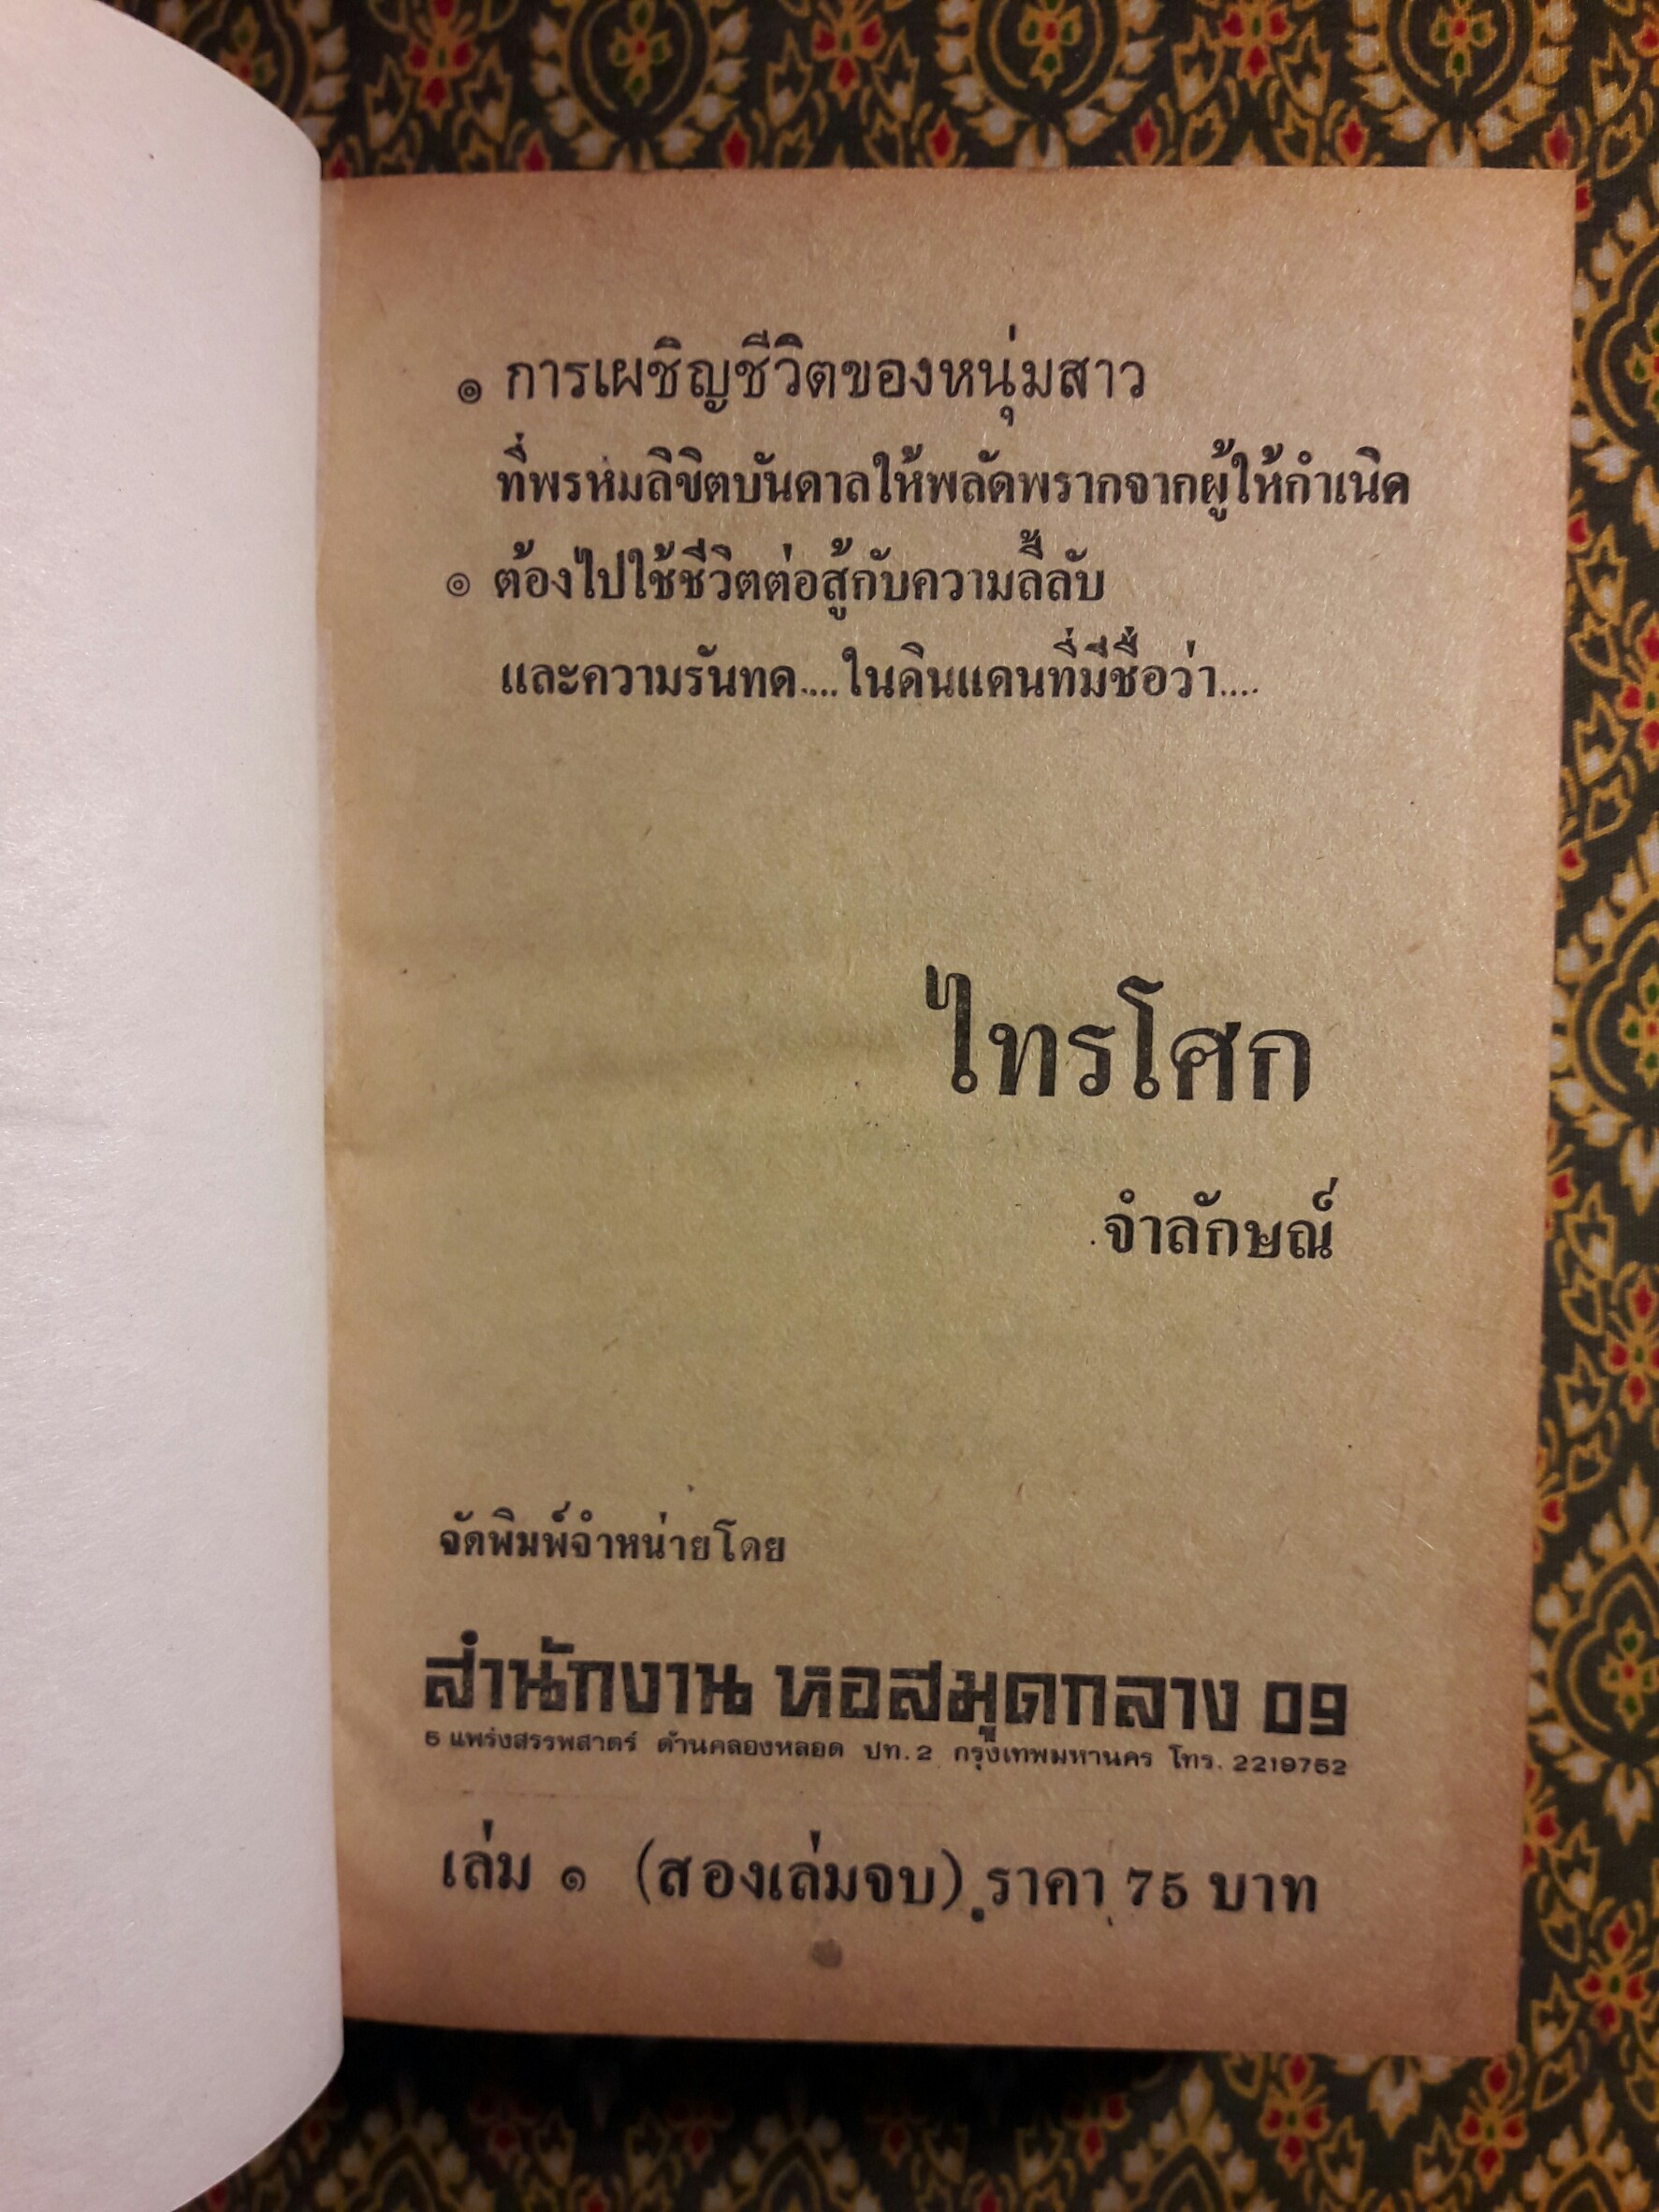 ๑ การเผชิญชีวิตของหนุ่มสาว
ที่พรหมลิขิตบันดาลให้พลัดพรากจากผู้ให้กำเนิด
๑ ต้องไปใช้ชีวิตต่อสู้กับความลี้ลับ
และความรันทด....ในดินแดนที่มีชื่อว่า....
ไทรโศก
จำลักษณ์
จัดพิมพ์จำหน่ายโดย
สำนักงาน หอสมุดกลาง 09
5 แพร่งสรรพสาตร์ ด้านคลองหลอด ปท. 2 กรุงเทพมหานคร โทร. 2219752
เล่ม ๑ (สองเล่มจบ) ราคา 75 บาท